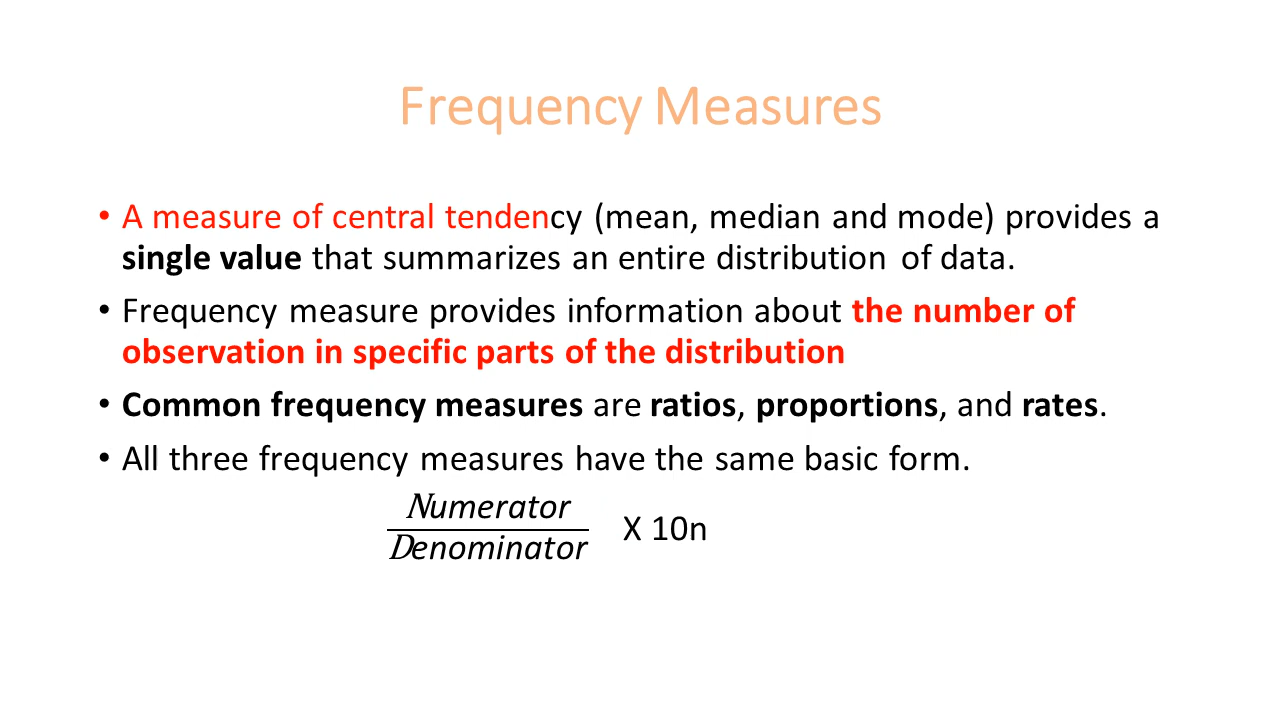 Frequency Measures
• A measure of central tendency (mean, median and mode) provides a
single value that summarizes an entire distribution of data.
• Frequency measure provides information about the number of
observation in specific parts of the distribution
• Common frequency measures are ratios, proportions, and rates.
• All three frequency measures have the same basic form.
Numerator
Denominator X 10n